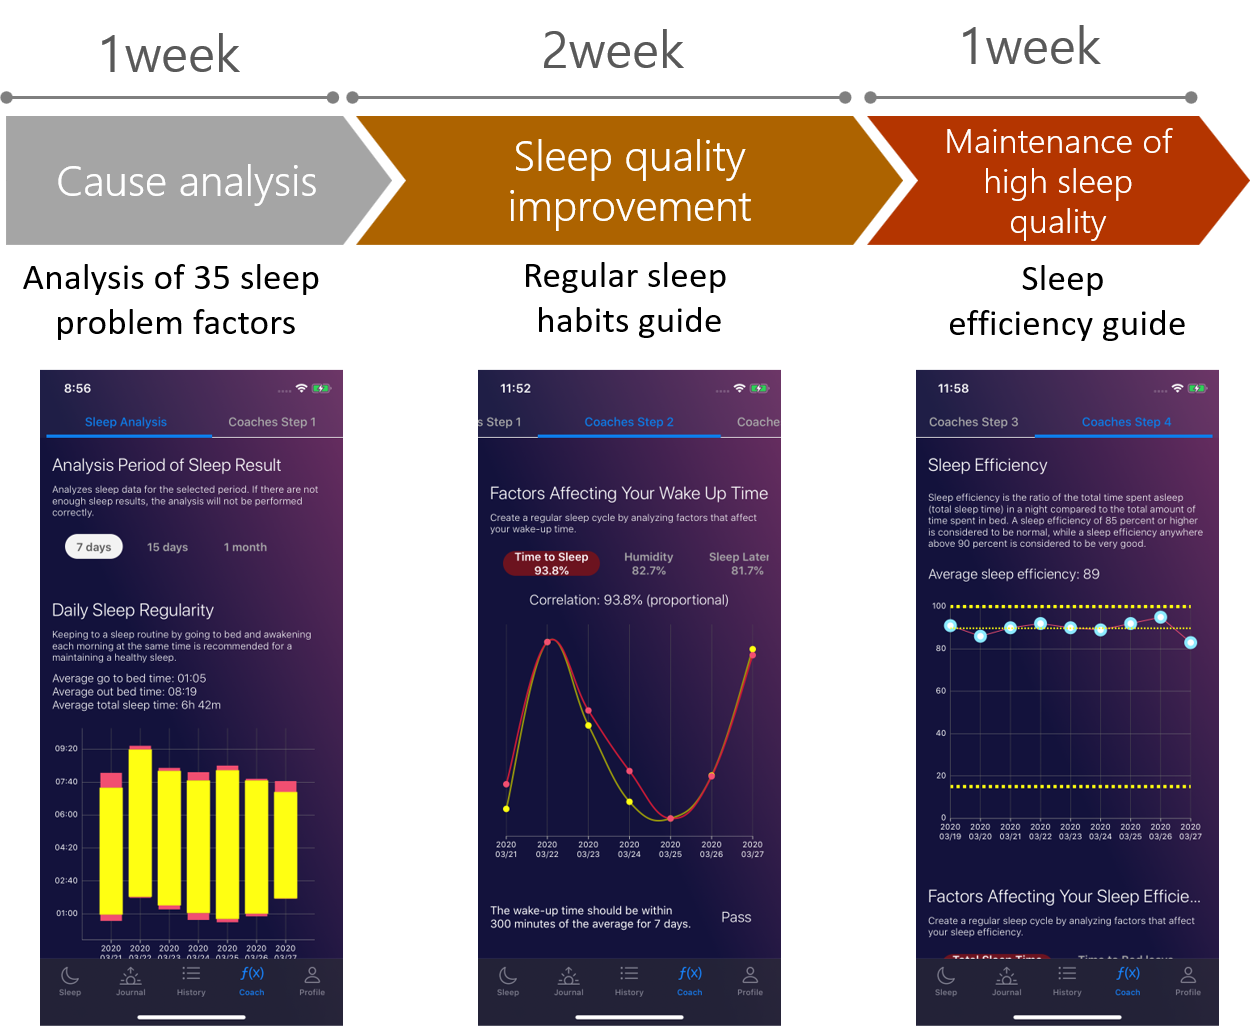 1week
2week
1week
Cause analysis
Sleep quality
improvement
Maintenance of
high sleep
quality
Analysis of 35 sleep
problem factors
Regular sleep
habits guide
Sleep
efficiency guide
8:56
Sleep Analysis
Coaches Step 1
Analysis Period of Sleep Result
Analyzes sleep data for the selected period. If there are not
enough sleep results, the analysis will not be performed
correctly.
7 days
15 days
1 month
Daily Sleep Regularity
Keeping to a sleep routine by going to bed and awakening
each morning at the same time is recommended for a
maintaining a healthy sleep.
Average go to bed time: 01:05
Average out bed time: 08:19
Average total sleep time: 6h 42m
09:20
07:40
06:00
04:20
02:40
01:00
2020 2020 2020 2020 2020 2020 2020
03/21 03/22 03/23 03/24 03/25 03/26 03/27
Sleep
Journal
History
f(x)
Coach
Profile
11:52
s Step 1
Coaches Step 2
Coache
Factors Affecting Your Wake Up Time
Create a regular sleep cycle by analyzing factors that affect
your wake-up time.
Time to Sleep
93.8%
Humidity
82.7%
Sleep Later
81.7%
Correlation: 93.8% (proportional)
2020 2020 2020 2020 2020 2020 2020
03/21 03/22 03/23 03/24 03/25 03/26 03/27
The wake-up time should be within
300 minutes of the average for 7 days.
Pass
Sleep
Journal
History
f(x)
Coach
Profile
11:58
Coaches Step 3
Coaches Step 4
Sleep Efficiency
Sleep efficiency is the ratio of the total time spent asleep
(total sleep time) in a night compared to the total amount of
time spent in bed. A sleep efficiency of 85 percent or higher
is considered to be normal, while a sleep efficiency anywhere
above 90 percent is considered to be very good.
Average sleep efficiency: 89
100
80
60
40
20
0
2020 2020 2020 2020 2020 2020 2020 2020 2020
03/19 03/20 03/21 03/22 03/23 03/24 03/25 03/26 03/27
Factors Affecting Your Sleep Efficie...
Create a regular sleep cycle by analyzing factors that affect
your sleep efficiency.
Total Sleep Time
Time to Bed leave
Sleep
Journal
History
f(x)
Coach
Profile